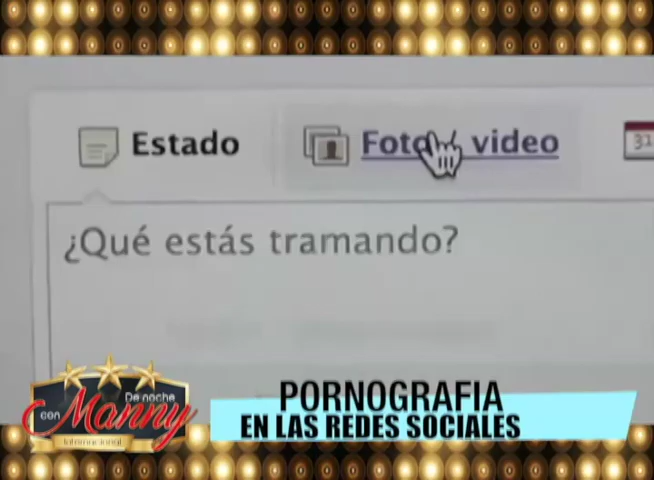 Estado
Foto / video
31
¿Qué estás tramando?
De noche
con Manny
Internacional
PORNOGRAFIA
EN LAS REDES SOCIALES